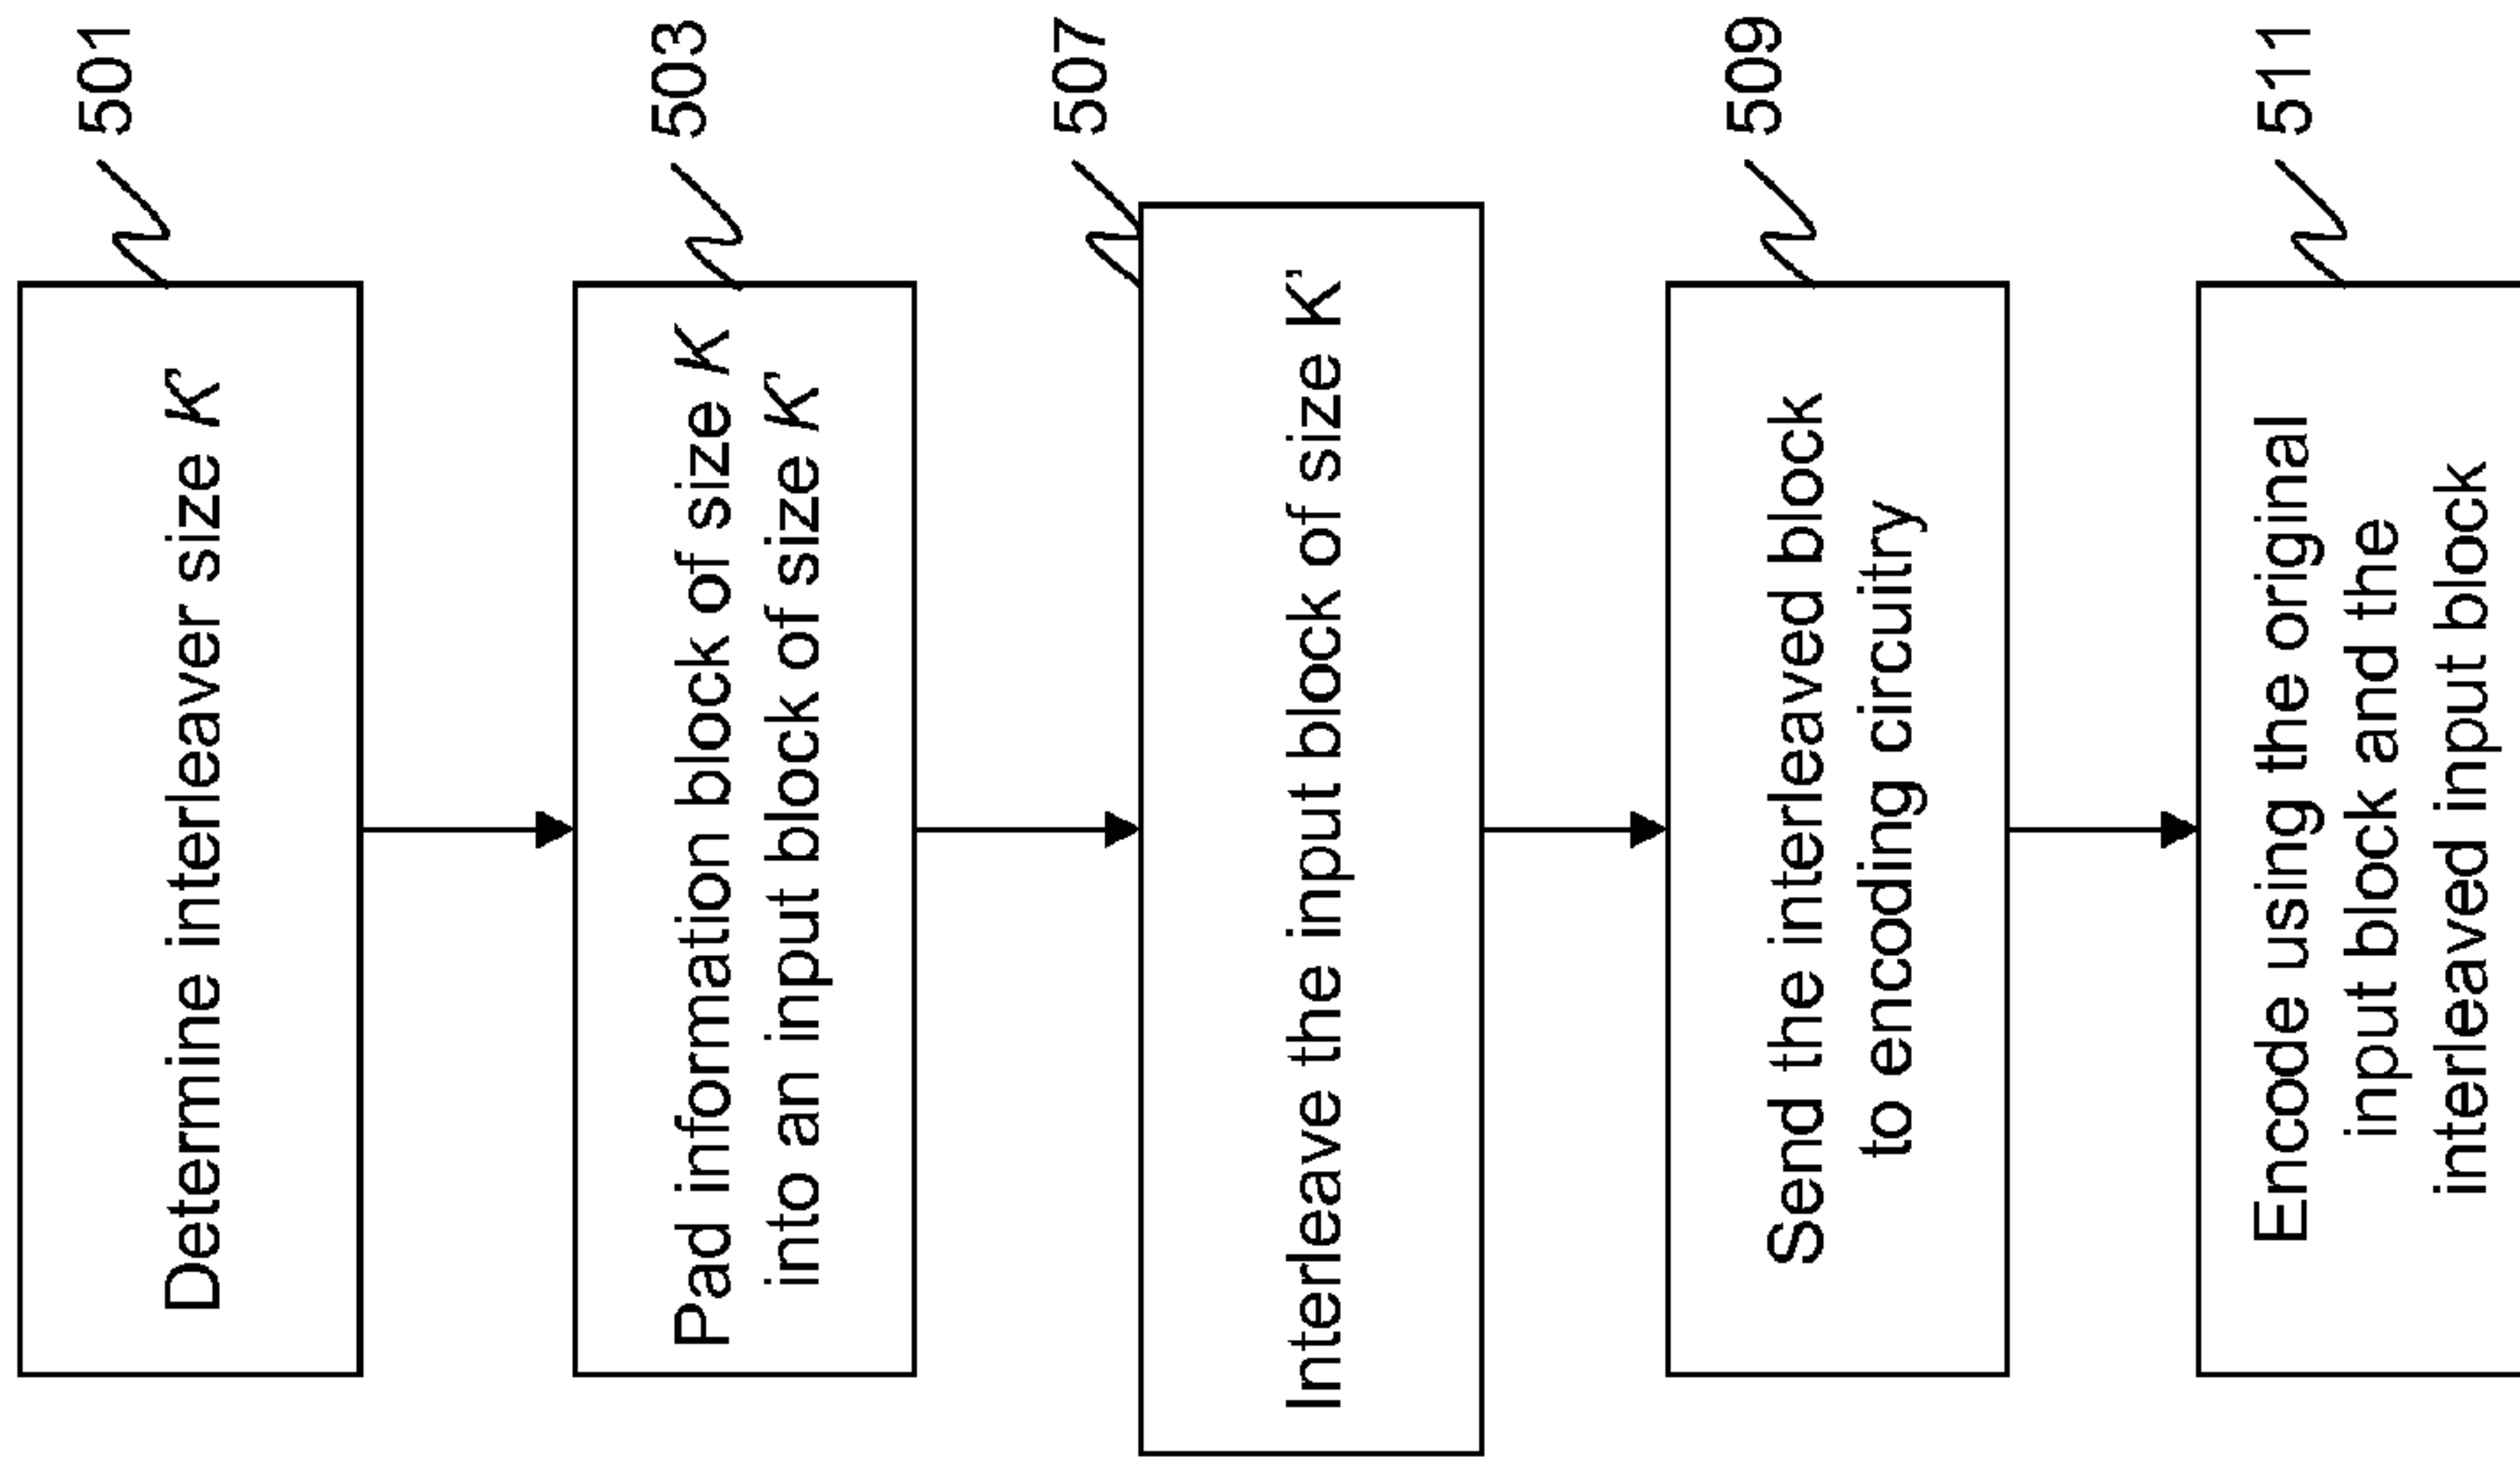 501
Determine interleaver size K'
503
Pad information block of size K
into an input block of size K'
507
Interleave the input block of size K'
509
Send the interleaved block
to encoding circuitry
511
Encode using the original
input block and the
interleaved input block